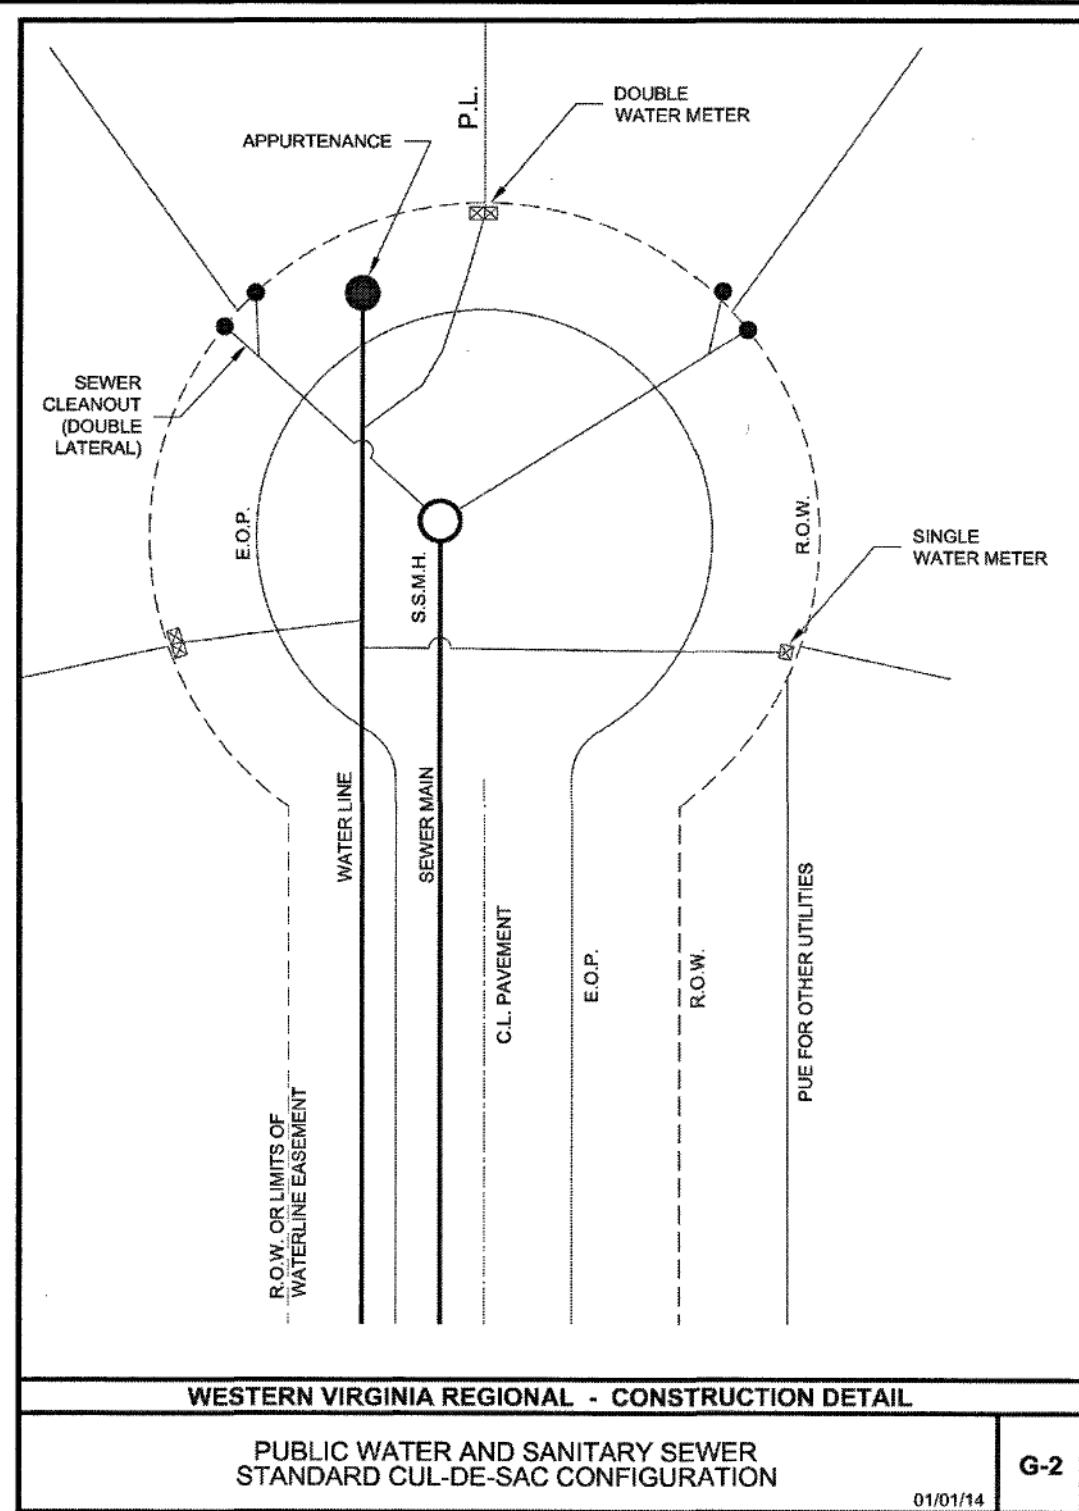 P.L.
DOUBLE
WATER METER
APPURTENANCE
SEWER
CLEANOUT
(DOUBLE
LATERAL)
E.O.P.
S.S.M.H.
R.O.W.
SINGLE
WATER METER
WATER LINE
SEWER MAIN
C.L. PAVEMENT
E.O.P.
R.O.W.
PUE FOR OTHER UTILITIES
R.O.W. OR LIMITS OF
WATERLINE EASEMENT
WESTERN VIRGINIA REGIONAL - CONSTRUCTION DETAIL
PUBLIC WATER AND SANITARY SEWER
STANDARD CUL-DE-SAC CONFIGURATION
G-2
01/01/14